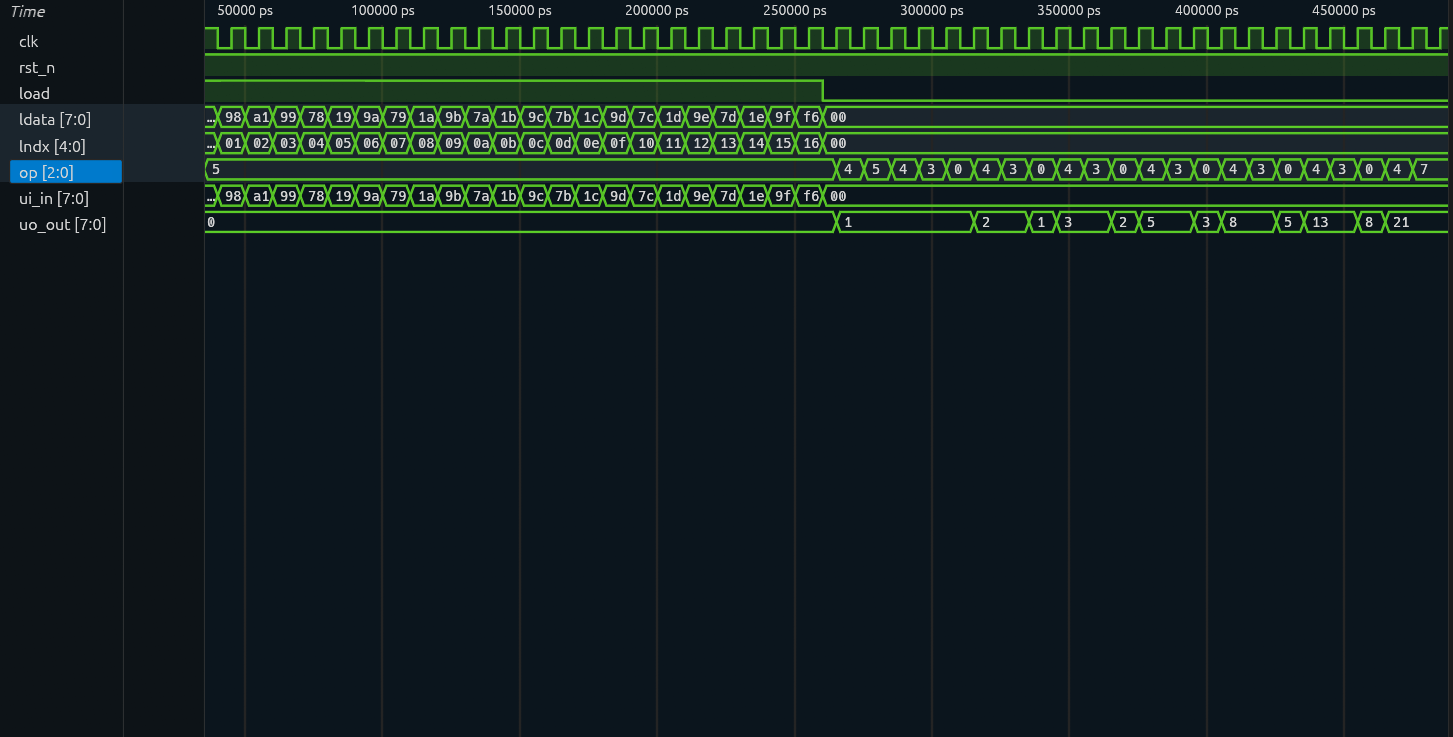 Time 50000 ps 100000 ps 150000 ps 200000 ps 250000 ps 300000 ps 350000 ps 400000 ps 450000 ps
clk
rst_n
load
ldata [7:0] … 98 a1 99 78 19 9a 79 1a 9b 7a 1b 9c 7b 1c 9d 7c 1d 9e 7d 1e 9f f6 00
lndx [4:0] … 01 02 03 04 05 06 07 08 09 0a 0b 0c 0d 0e 0f 10 11 12 13 14 15 16 00
op [2:0] 5 4 5 4 3 0 4 3 0 4 3 0 4 3 0 4 3 0 4 3 0 4 7
ui_in [7:0] … 98 a1 99 78 19 9a 79 1a 9b 7a 1b 9c 7b 1c 9d 7c 1d 9e 7d 1e 9f f6 00
uo_out [7:0] 0 1 2 1 3 2 5 3 8 5 13 8 21